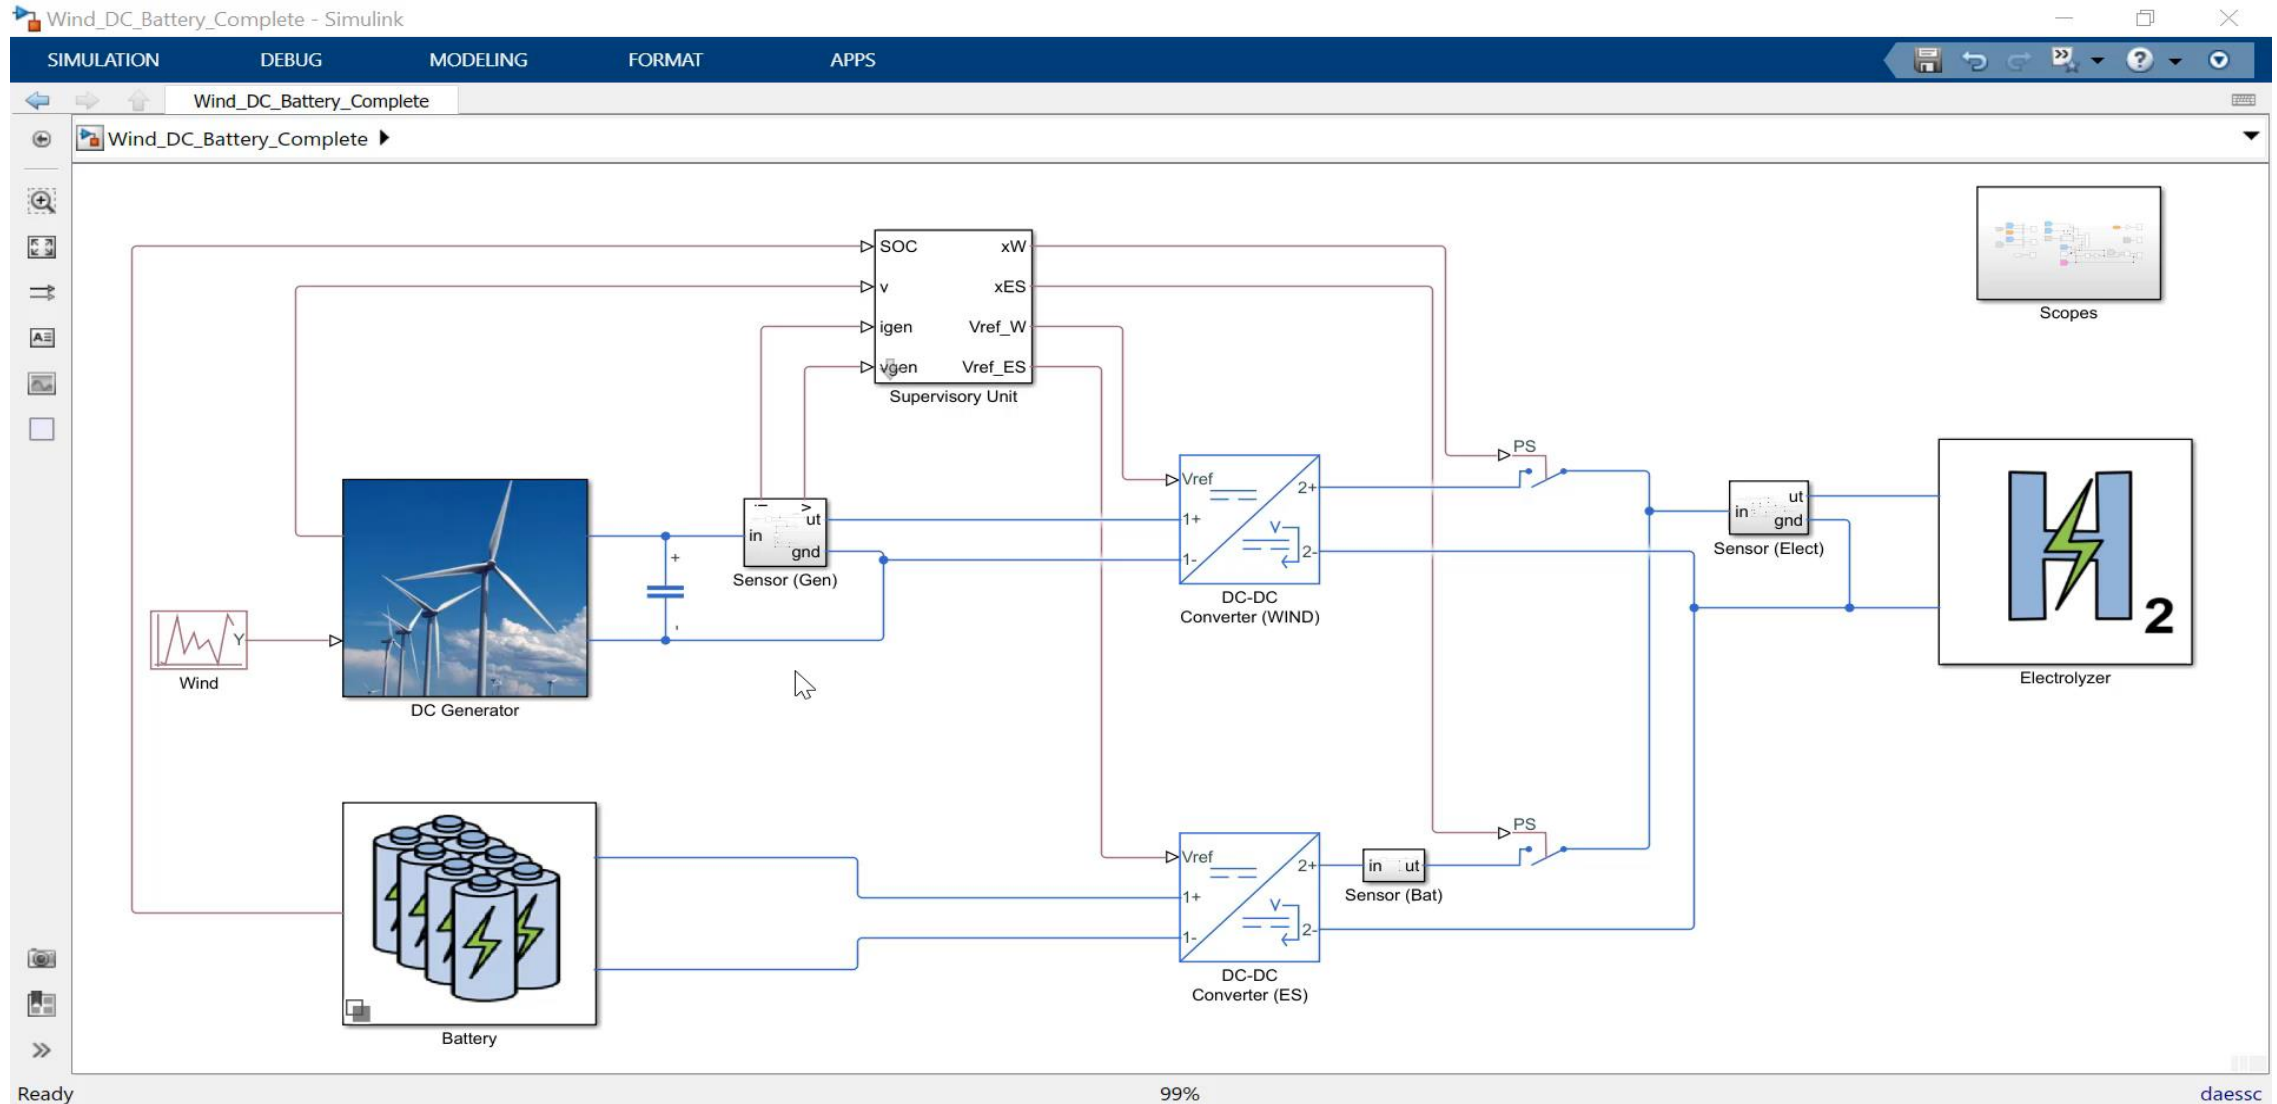 Wind_DC_Battery_Complete - Simulink
SIMULATION DEBUG MODELING FORMAT APPS
Wind_DC_Battery_Complete
Wind_DC_Battery_Complete
SOC xW
v xES
igen Vref_W
vgen Vref_ES
Supervisory Unit
Scopes
PS
Vref
2+
1+
V
2-
1-
DC-DC
Converter (WIND)
i v
ut
in
gnd
Sensor (Gen)
+
-
ut
in
gnd
Sensor (Elect)
2
Electrolyzer
Y
Wind
DC Generator
PS
Vref
2+
1+
V
2-
1-
DC-DC
Converter (ES)
in ut
Sensor (Bat)
Battery
Ready 99% daessc